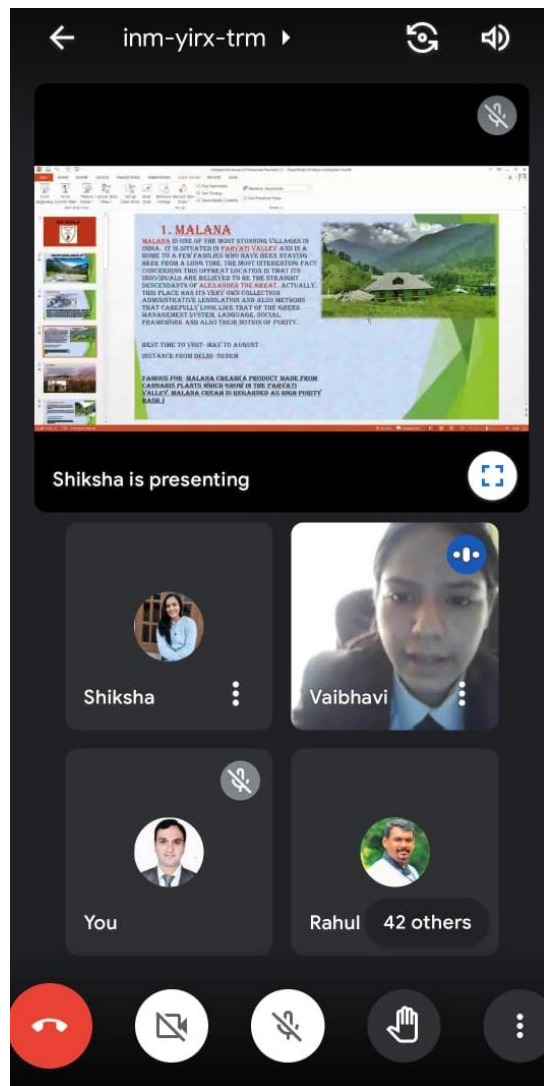 inm-yirx-trm
1. MALANA
MALANA IS ONE OF THE MOST STUNNING VILLAGES IN
INDIA. IT IS SITUATED IN PARVATI VALLEY AND IS A
HOME TO A FEW FAMILIES WHO HAVE BEEN STAYING
HERE FROM A LONG TIME. THE MOST INTERESTING FACT
CONCERNING THIS OFFBEAT LOCATION IS THAT ITS
INDIVIDUALS ARE BELIEVED TO BE THE STRAIGHT
DESCENDANTS OF ALEXANDER THE GREAT. ACTUALLY,
THIS PLACE HAS ITS VERY OWN COLLECTION
ADMINISTRATIVE LEGISLATION AND ALSO METHODS
THAT CAREFULLY LOOK LIKE THAT OF THE GREEK
MANAGEMENT SYSTEM, LANGUAGE, SOCIAL
FRAMEWORK AND ALSO THEIR NOTION OF PURITY.
BEST TIME TO VISIT- MAY TO AUGUST
DISTANCE FROM DELHI-
FAMOUS FOR- MALANA CREAM(A PRODUCT MADE FROM
CANNABIS PLANTS WHICH GROW IN THE PARVATI
VALLEY. MALANA CREAM IS REGARDED AS HIGH PURITY
HASH.)
Shiksha is presenting
Shiksha
Vaibhavi
You
Rahul
42 others